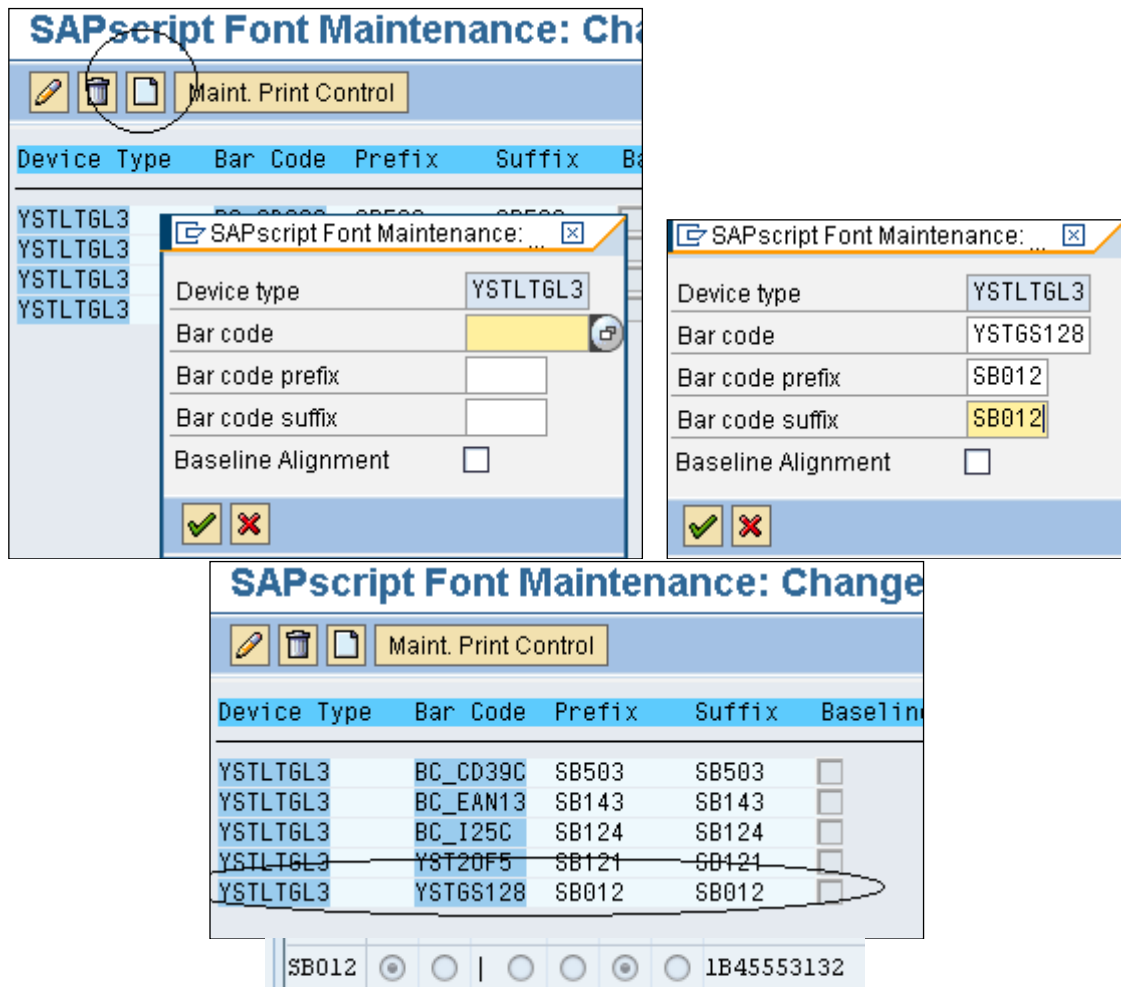 SAPscript Font Maintenance: Cha
Maint. Print Control
Device Type Bar Code Prefix Suffix Ba
YSTLTGL3
YSTLTGL3
YSTLTGL3
YSTLTGL3
SAPscript Font Maintenance: ...
Device type YSTLTGL3
Bar code
Bar code prefix
Bar code suffix
Baseline Alignment
SAPscript Font Maintenance: ...
Device type YSTLTGL3
Bar code YSTGS128
Bar code prefix SB012
Bar code suffix SB012
Baseline Alignment
SAPscript Font Maintenance: Change
Maint. Print Control
Device Type Bar Code Prefix Suffix Baselin
YSTLTGL3 BC_CD39C SB503 SB503
YSTLTGL3 BC_EAN13 SB143 SB143
YSTLTGL3 BC_I25C SB124 SB124
YSTLTGL3 YST2OF5 SB121 SB121
YSTLTGL3 YSTGS128 SB012 SB012
SB012 | 1B45553132